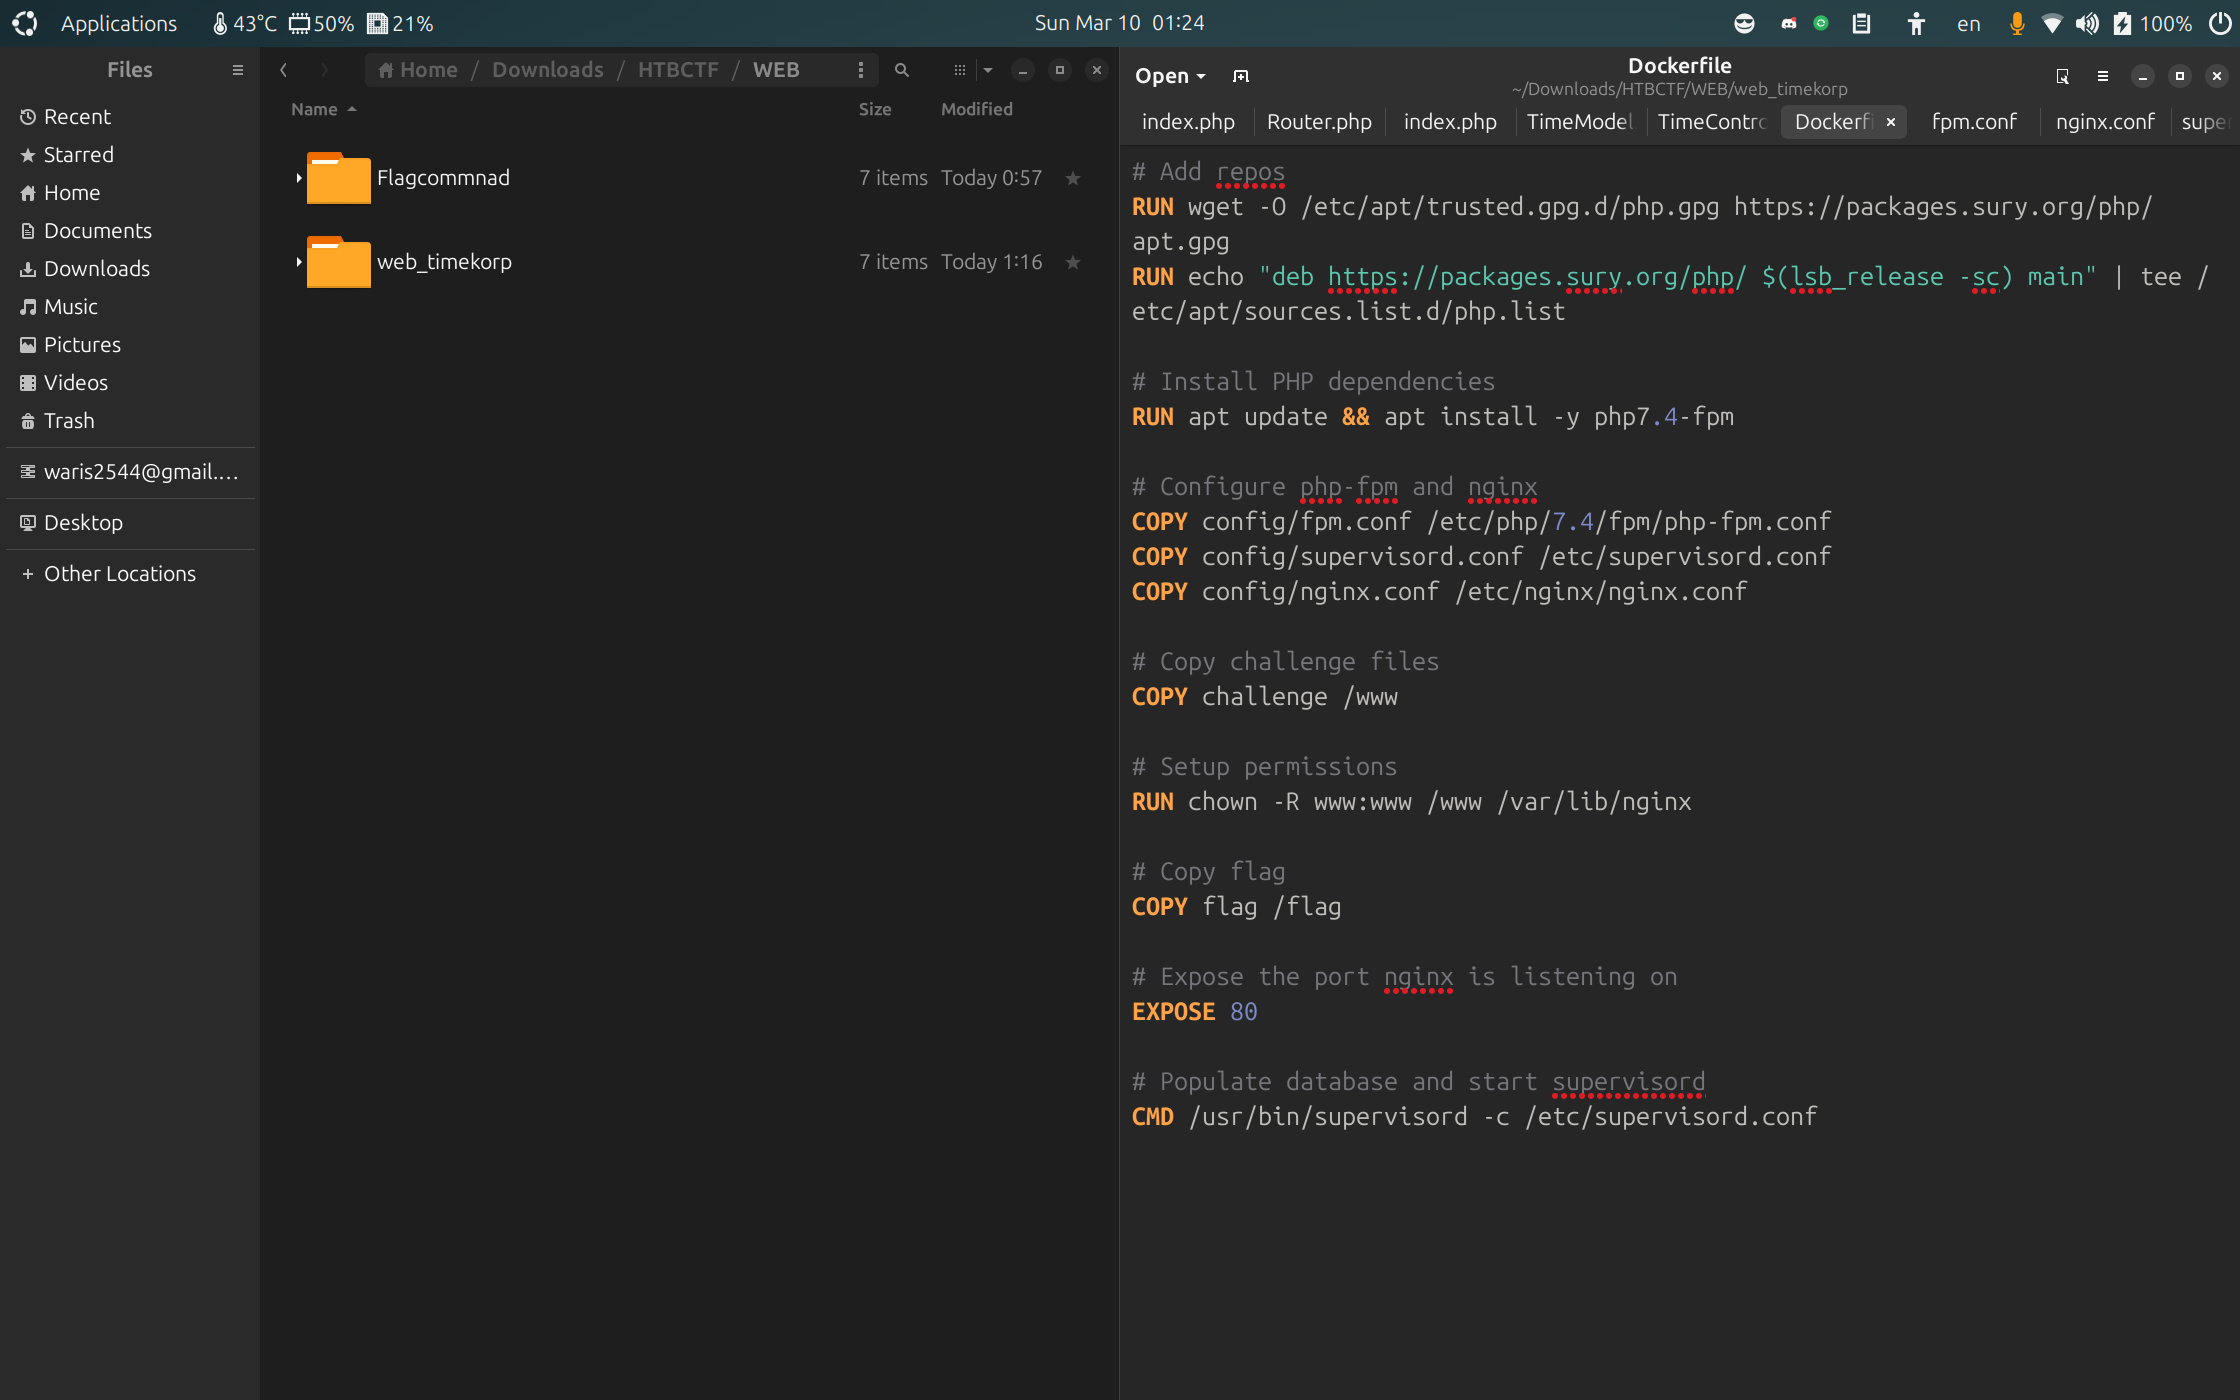 Applications 43°C 50% 21% Sun Mar 10 01:24 en 100%
Files
Recent
Starred
Home
Documents
Downloads
Music
Pictures
Videos
Trash
waris2544@gmail....
Desktop
Other Locations
Home / Downloads / HTBCTF / WEB
Name Size Modified
Flagcommnad 7 items Today 0:57
web_timekorp 7 items Today 1:16
Open Dockerfile
~/Downloads/HTBCTF/WEB/web_timekorp
index.php Router.php index.php TimeModel TimeContro Dockerfi fpm.conf nginx.conf super
# Add repos
RUN wget -O /etc/apt/trusted.gpg.d/php.gpg https://packages.sury.org/php/
apt.gpg
RUN echo "deb https://packages.sury.org/php/ $(lsb_release -sc) main" | tee /
etc/apt/sources.list.d/php.list
# Install PHP dependencies
RUN apt update && apt install -y php7.4-fpm
# Configure php-fpm and nginx
COPY config/fpm.conf /etc/php/7.4/fpm/php-fpm.conf
COPY config/supervisord.conf /etc/supervisord.conf
COPY config/nginx.conf /etc/nginx/nginx.conf
# Copy challenge files
COPY challenge /www
# Setup permissions
RUN chown -R www:www /www /var/lib/nginx
# Copy flag
COPY flag /flag
# Expose the port nginx is listening on
EXPOSE 80
# Populate database and start supervisord
CMD /usr/bin/supervisord -c /etc/supervisord.conf